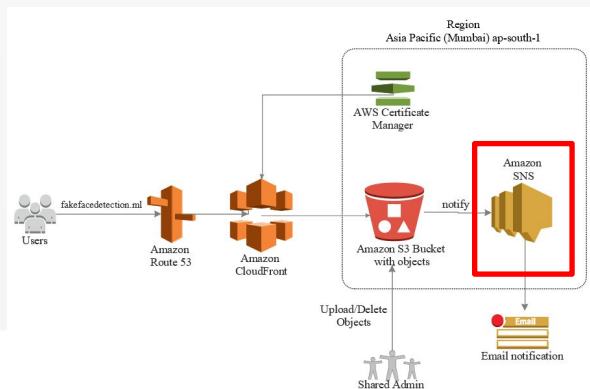 Region
Asia Pacific (Mumbai) ap-south-1
AWS Certificate
Manager
Amazon
SNS
fakefacedetection.ml
notify
Users
Amazon
Route 53
Amazon
CloudFront
Amazon S3 Bucket
with objects
Upload/Delete
Objects
Email
Email notification
Shared Admin